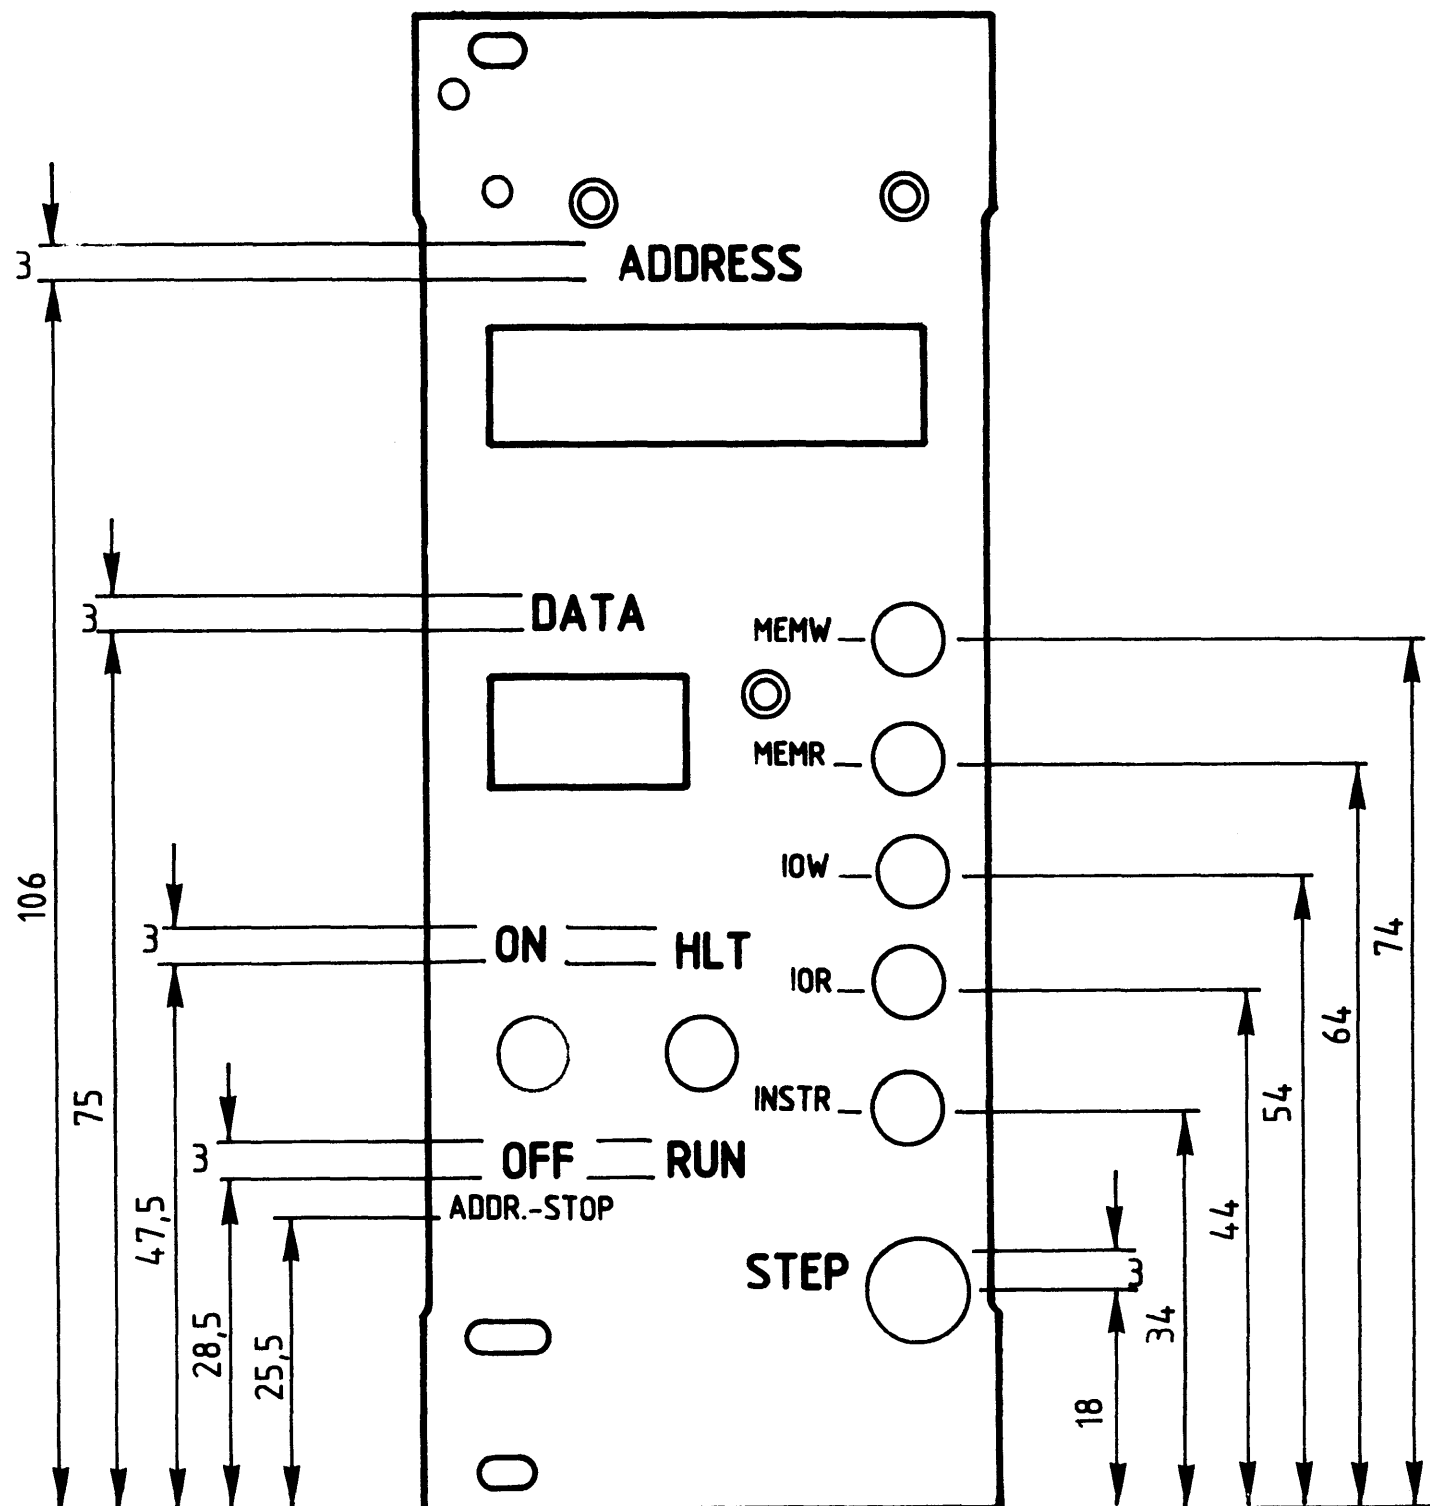 3
ADDRESS
3
DATA
MEMW
MEMR
106
IOW
74
3
ON
HLT
IOR
64
75
INSTR
54
3
OFF
RUN
47,5
ADDR.-STOP
44
STEP
3
28,5
25,5
34
18